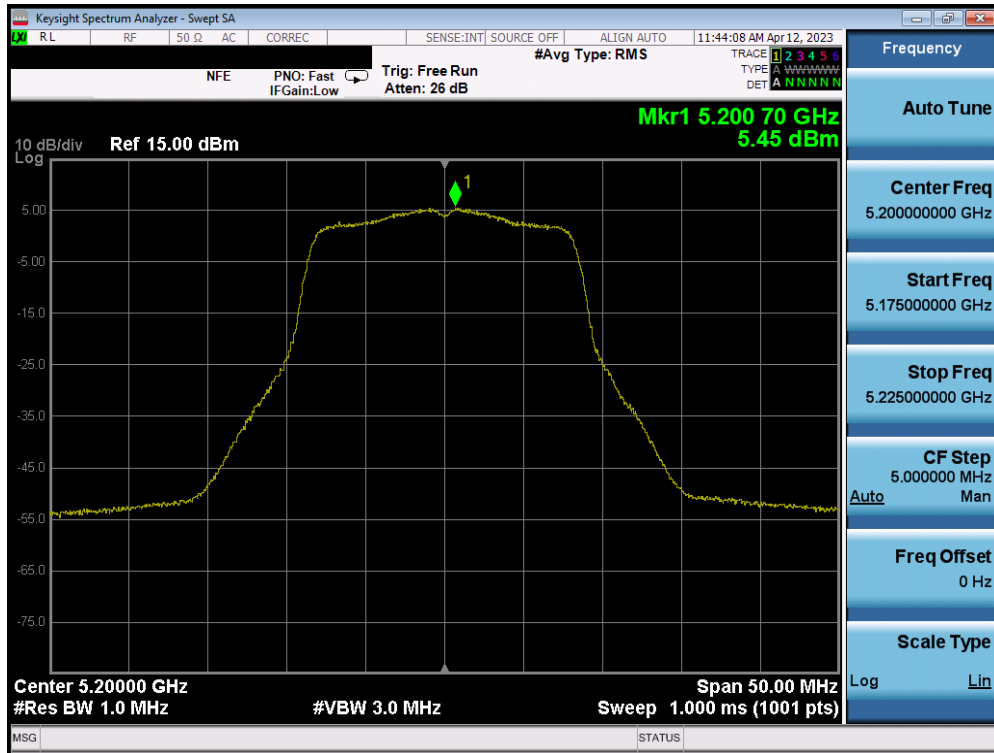 Keysight Spectrum Analyzer - Swept SA
LXI RL RF 50 Ω AC CORREC SENSE:INT SOURCE OFF ALIGN AUTO 11:44:08 AM Apr 12, 2023
#Avg Type: RMS
TRACE 1 2 3 4 5 6
TYPE A WWWWW
DET A N N N N N
NFE
PNO: Fast
IFGain:Low
Trig: Free Run
Atten: 26 dB
Mkr1 5.200 70 GHz
5.45 dBm
10 dB/div
Log
Ref 15.00 dBm
1
5.00
-5.00
-15.0
-25.0
-35.0
-45.0
-55.0
-65.0
-75.0
Center 5.20000 GHz
Span 50.00 MHz
#Res BW 1.0 MHz
#VBW 3.0 MHz
Sweep 1.000 ms (1001 pts)
MSG
STATUS
Frequency
Auto Tune
Center Freq
5.200000000 GHz
Start Freq
5.175000000 GHz
Stop Freq
5.225000000 GHz
CF Step
5.000000 MHz
Auto Man
Freq Offset
0 Hz
Scale Type
Log Lin